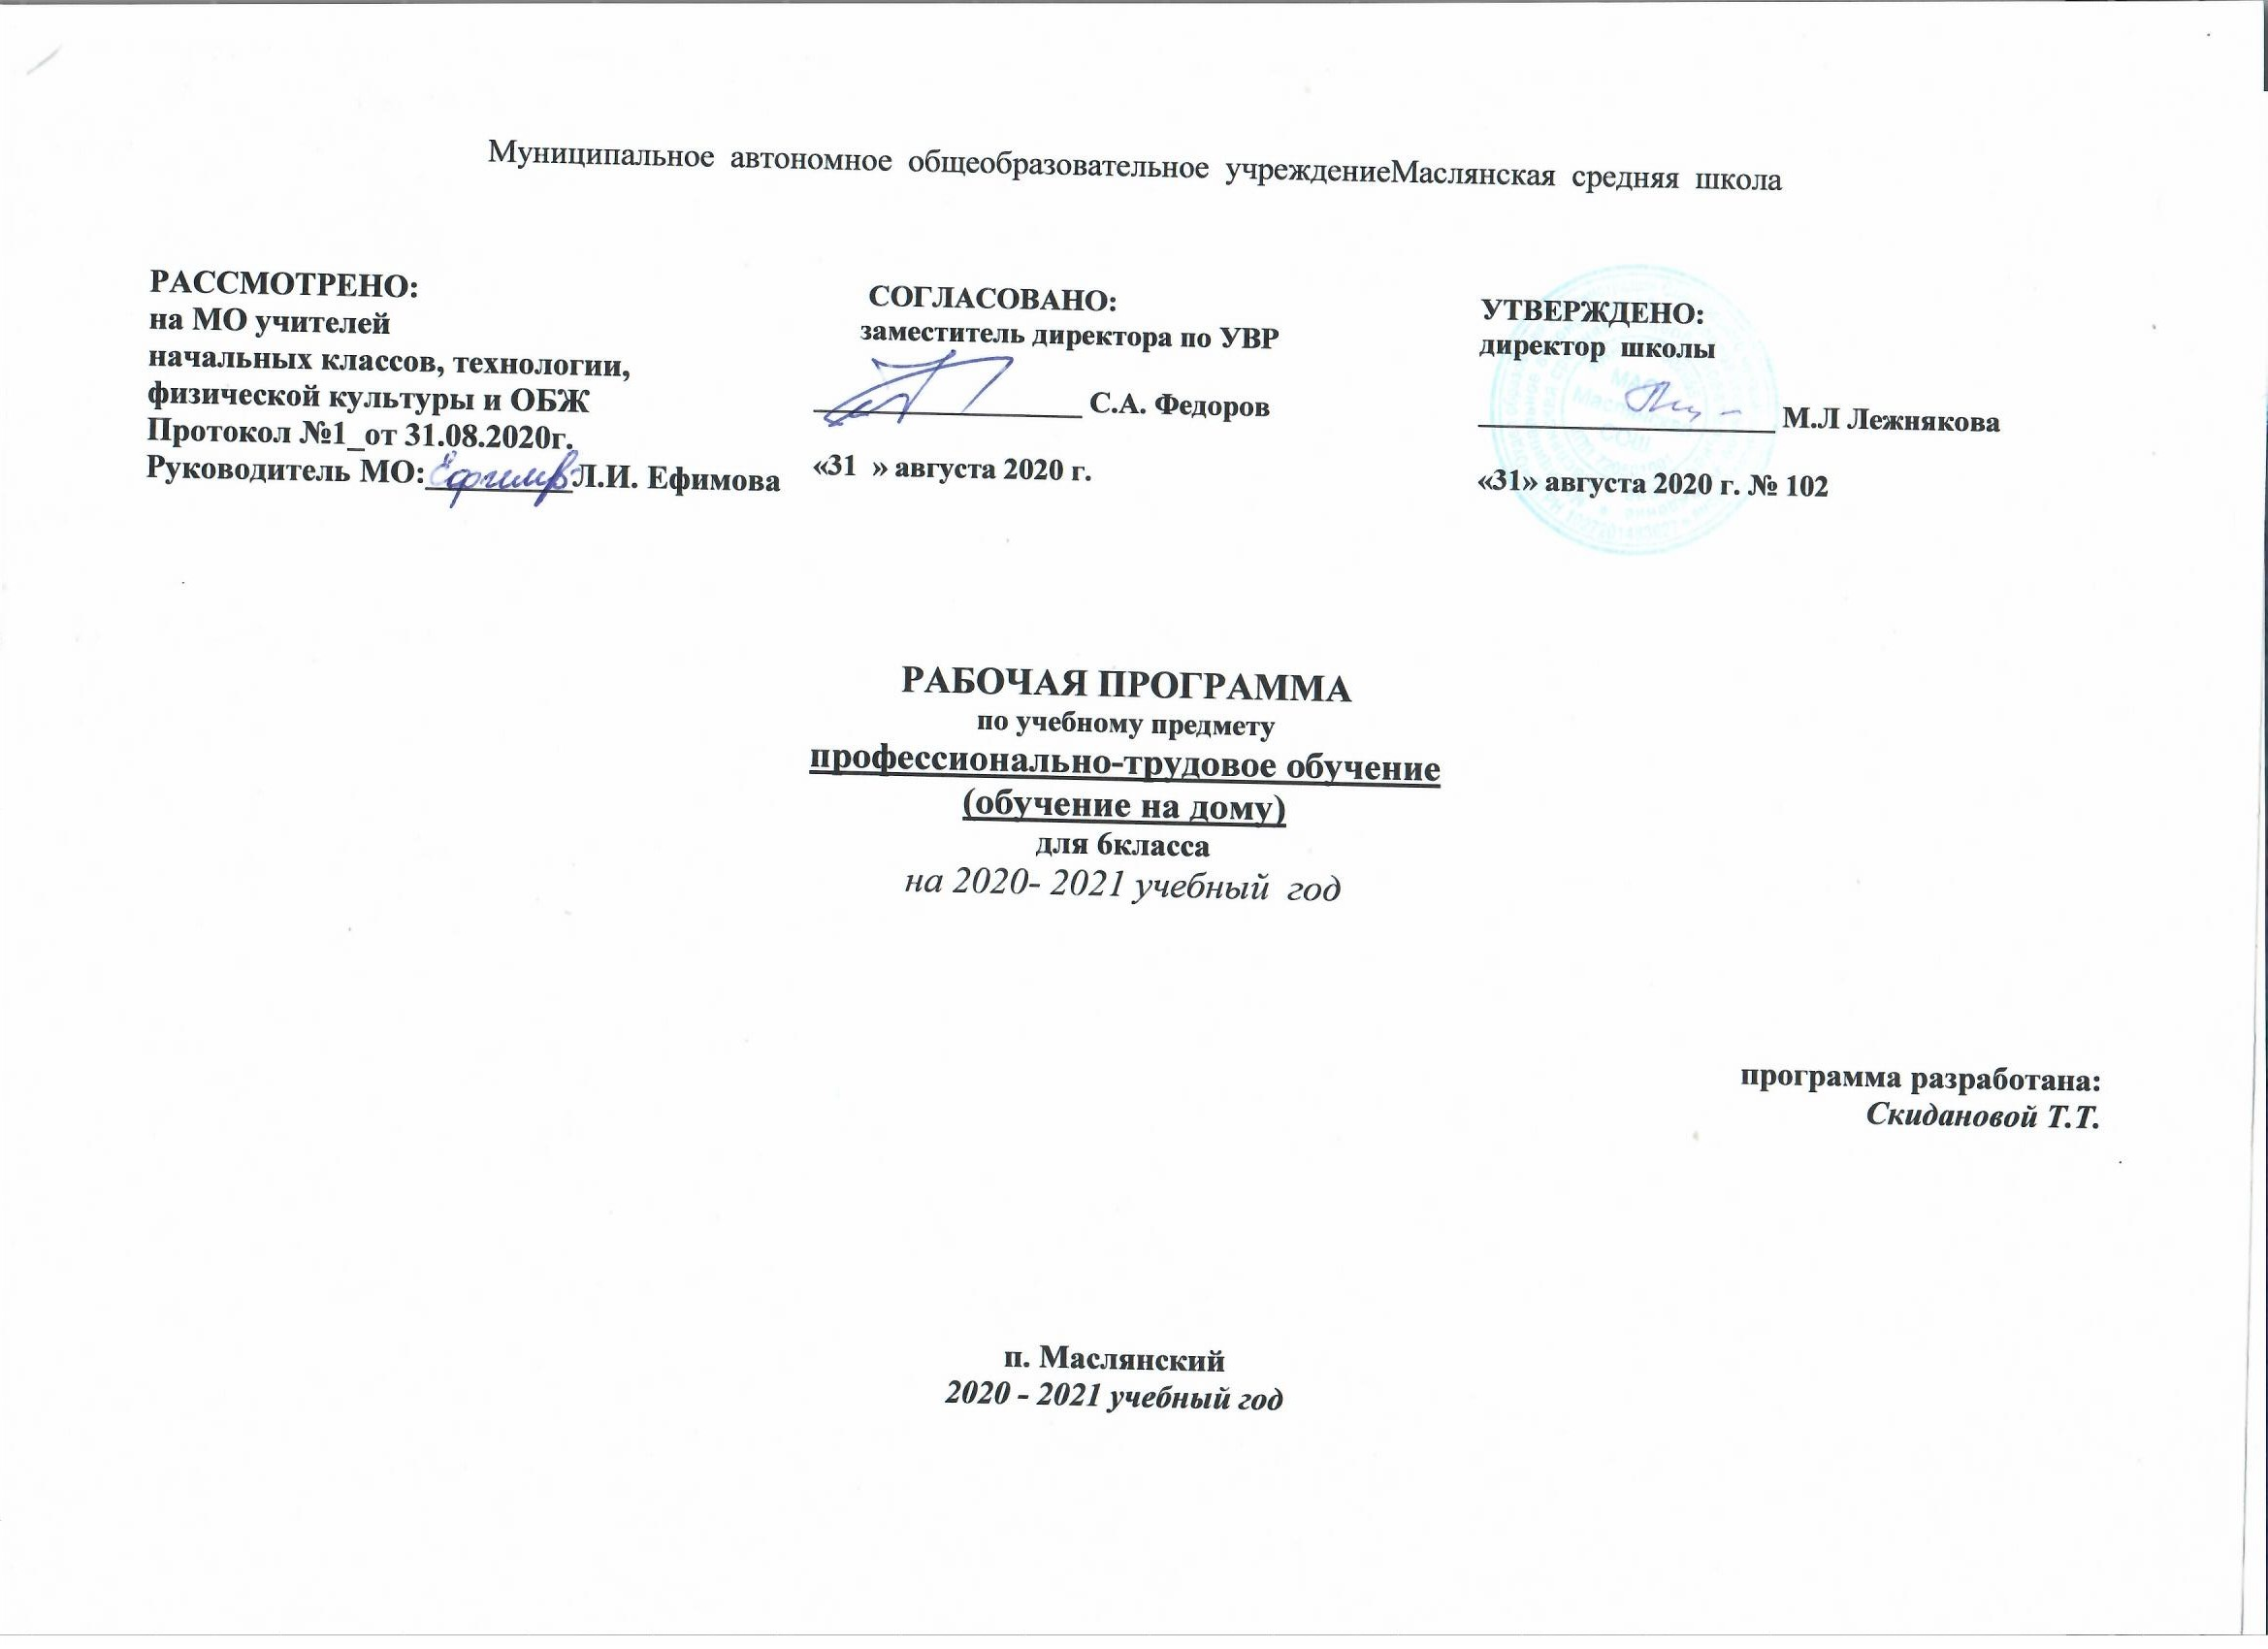 Муниципальное автономное общеобразовательное учреждениеМаслянская средняя школа
РАССМОТРЕНО:
на МО учителей
начальных классов, технологии,
физической культуры и ОБЖ
Протокол №1_от 31.08.2020г.
Руководитель МО: Ефимов Л.И. Ефимова
СОГЛАСОВАНО:
заместитель директора по УВР
С.А. Федоров
«31 » августа 2020 г.
УТВЕРЖДЕНО:
директор школы
М.Л Лежнякова
«31» августа 2020 г. № 102
РАБОЧАЯ ПРОГРАММА
по учебному предмету
профессионально-трудовое обучение
(обучение на дому)
для 6класса
на 2020- 2021 учебный год
программа разработана:
Скидановой Т.Т.
п. Маслянский
2020 - 2021 учебный год